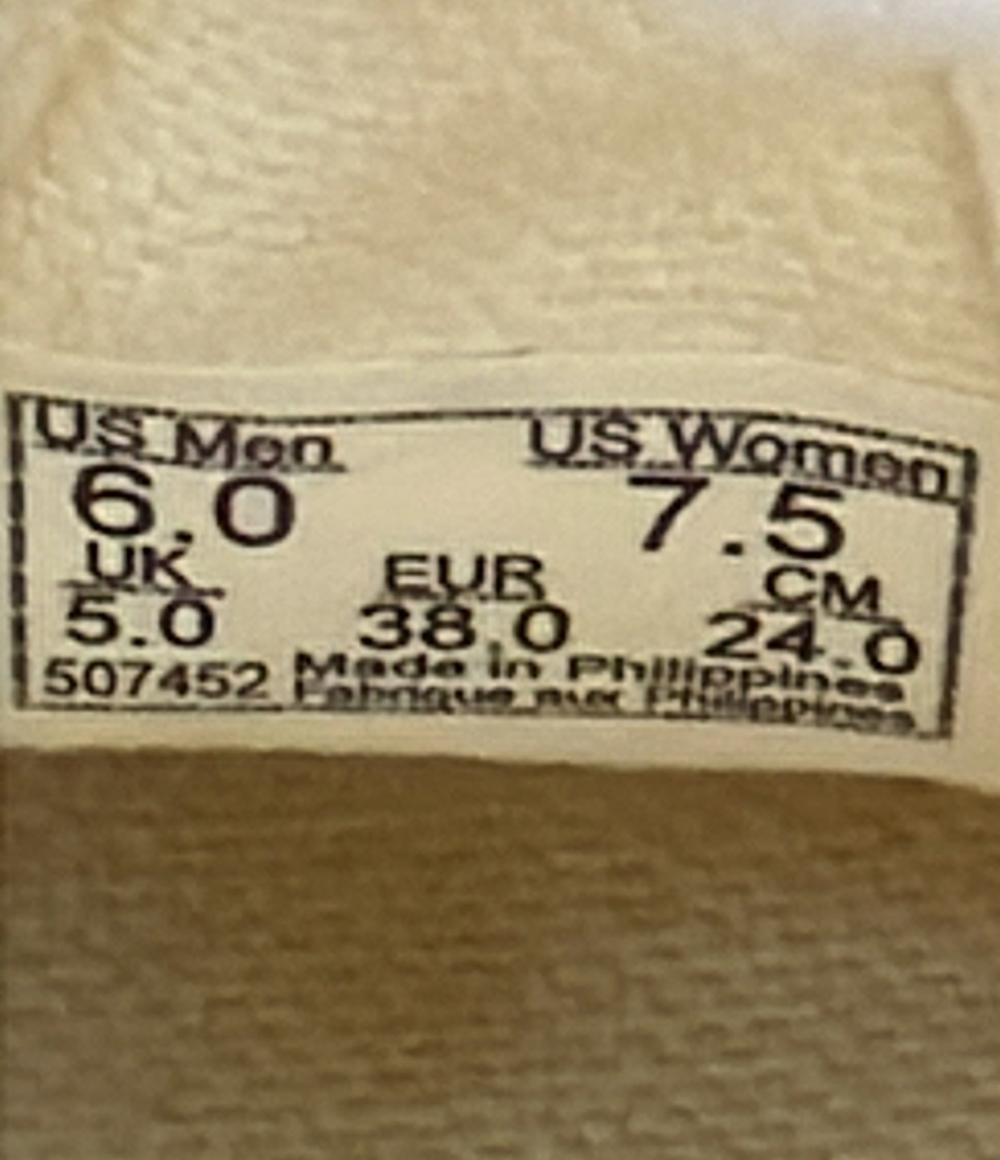 US Men US Women
6.0 7.5
UK EUR CM
5.0 38.0 24.0
507452 Made in Philippines
Fabrique aux Philippines